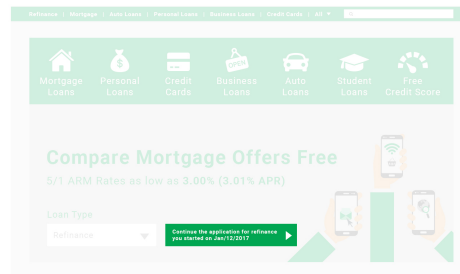 Refinance | Mortgage | Auto Loans | Personal Loans | Business Loans | Credit Cards | All ▼
OPEN
Mortgage Loans
Personal Loans
Credit Cards
Business Loans
Auto Loans
Student Loans
Free Credit Score
Compare Mortgage Offers Free
5/1 ARM Rates as low as 3.00% (3.01% APR)
Loan Type
Refinance
Continue the application for refinance
you started on Jan/12/2017